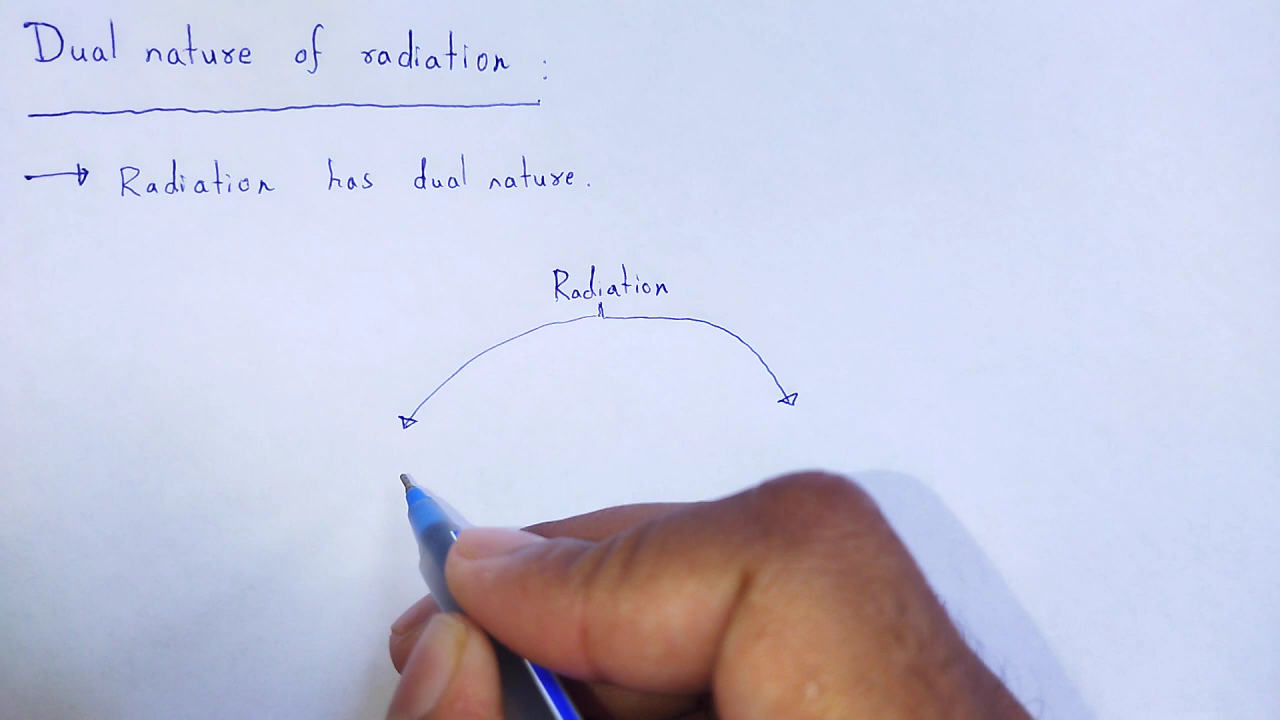 Dual nature of radiation :
Radiation has dual nature.
Radiation